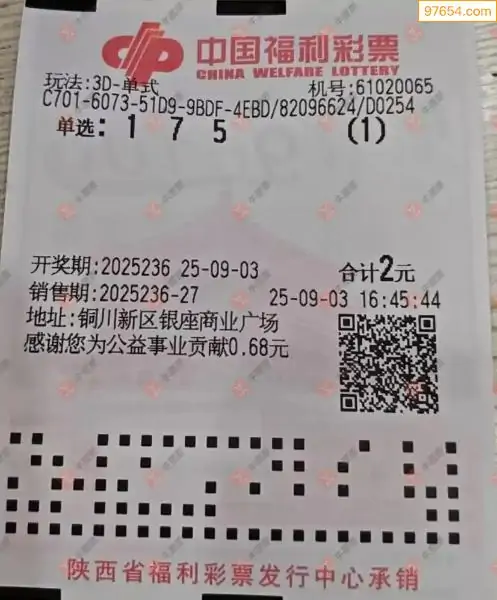 97654.com
中国福利彩票
CHINA WELFARE LOTTERY
玩法:3D-单式 机号:61020065
C701-6073-51D9-9BDF-4EBD/82096624/D0254
单选: 1 7 5 (1)
开奖期:2025236 25-09-03 合计2元
销售期:2025236-27 25-09-03 16:45:44
地址:铜川新区银座商业广场
感谢您为公益事业贡献0.68元
陕西省福利彩票发行中心承销